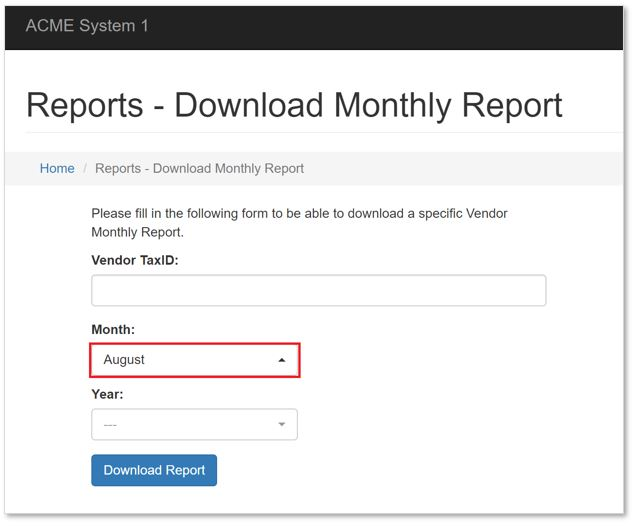 ACME System 1
Reports - Download Monthly Report
Home / Reports - Download Monthly Report
Please fill in the following form to be able to download a specific Vendor
Monthly Report.
Vendor TaxID:
Month:
August
Year:
---
Download Report